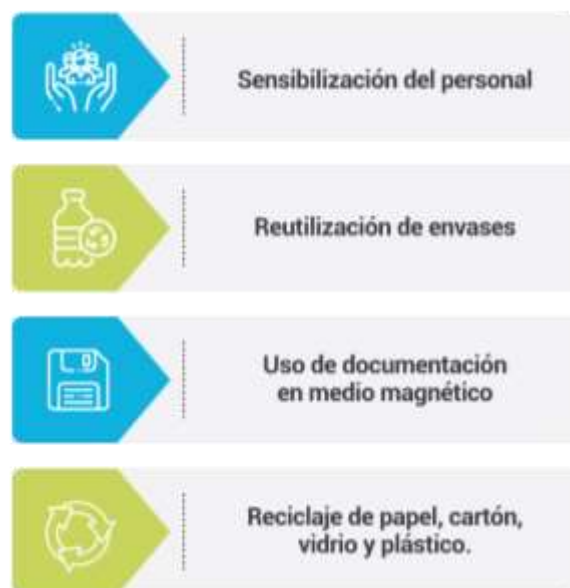 Sensibilización del personal
Reutilización de envases
Uso de documentación
en medio magnético
Reciclaje de papel, cartón,
vidrio y plástico.